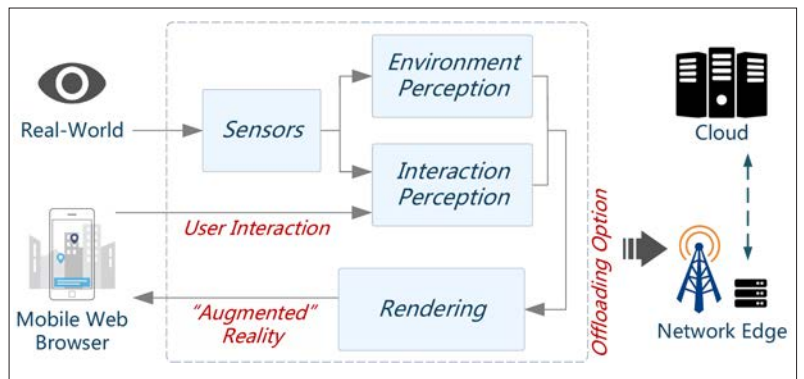 Real-World
Sensors
Environment
Perception
Interaction
Perception
User Interaction
Mobile Web
Browser
"Augmented"
Reality
Rendering
Offloading Option
Cloud
Network Edge